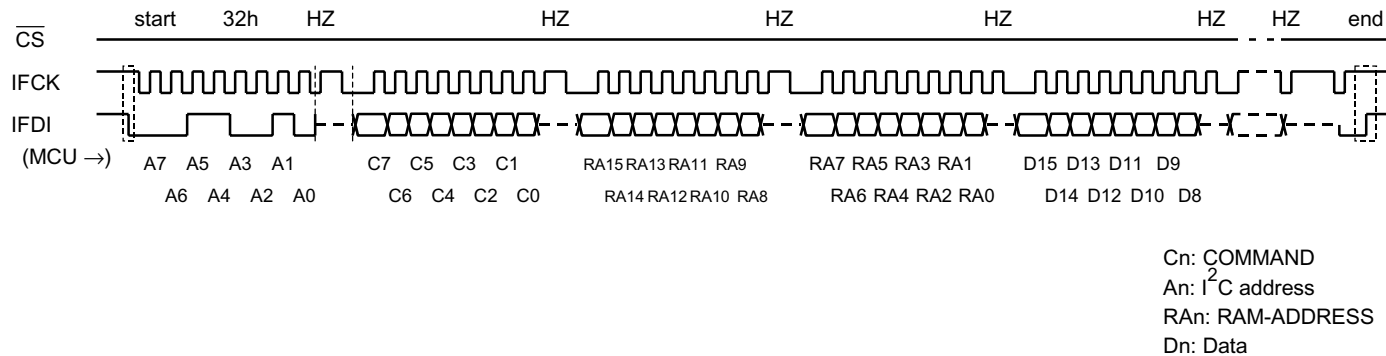 start 32h HZ HZ HZ HZ HZ HZ end
CS
IFCK
IFDI
(MCU →)
A7 A5 A3 A1 C7 C5 C3 C1 RA15 RA13 RA11 RA9 RA7 RA5 RA3 RA1 D15 D13 D11 D9
A6 A4 A2 A0 C6 C4 C2 C0 RA14 RA12 RA10 RA8 RA6 RA4 RA2 RA0 D14 D12 D10 D8
Cn: COMMAND
An: I²C address
RAn: RAM-ADDRESS
Dn: Data